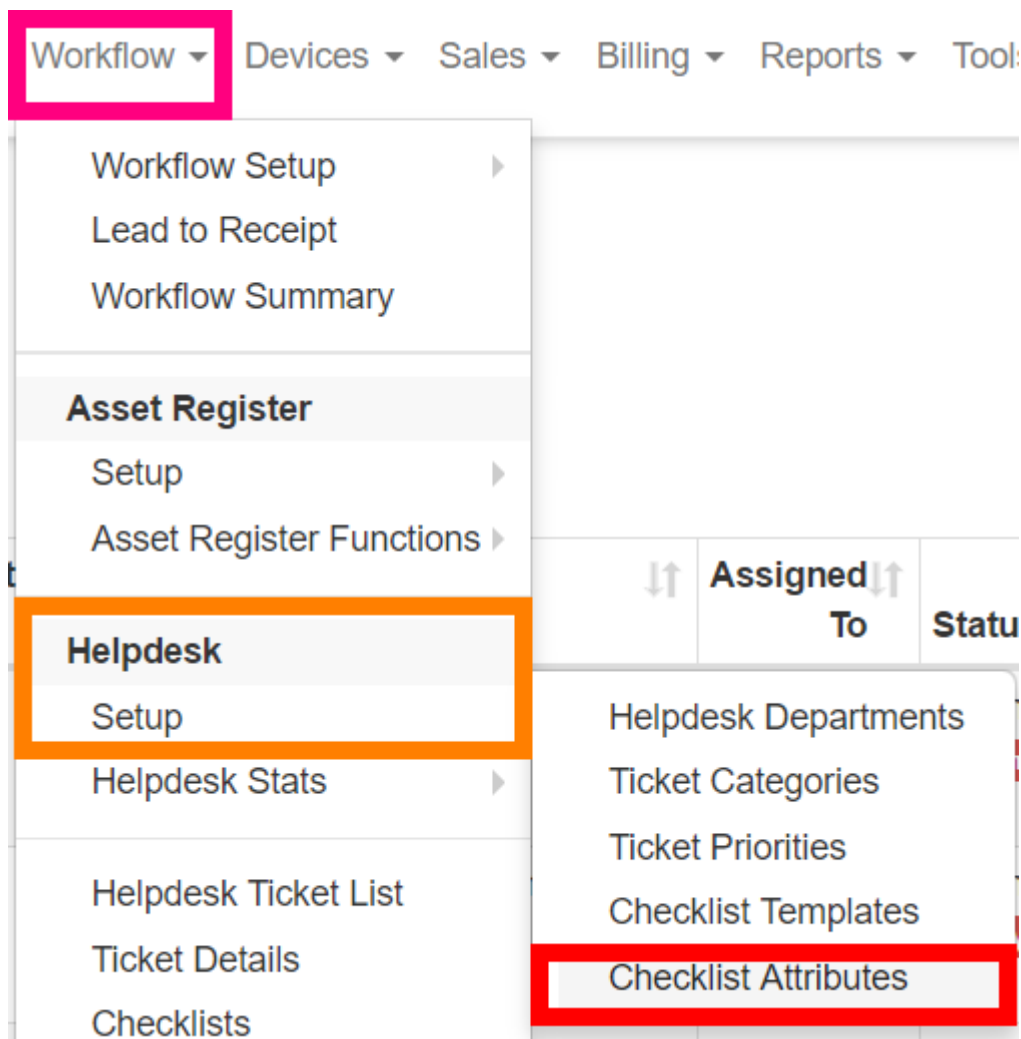 Workflow Devices Sales Billing Reports Tools
Workflow Setup
Lead to Receipt
Workflow Summary
Asset Register
Setup
Asset Register Functions
Assigned
To
Statu
Helpdesk
Setup
Helpdesk Stats
Helpdesk Ticket List
Ticket Details
Checklists
Helpdesk Departments
Ticket Categories
Ticket Priorities
Checklist Templates
Checklist Attributes